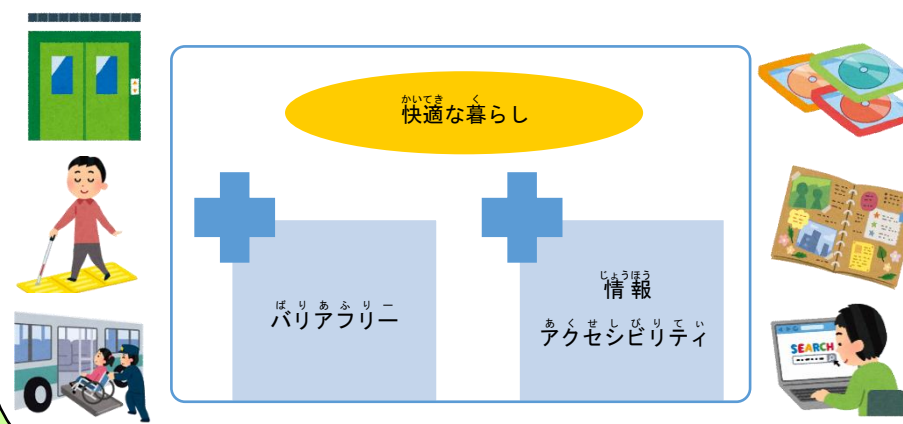 かいてき く
快適な暮らし
ばりあふりー
バリアフリー
じょうほう
情報
あくせしびりてぃ
アクセシビリティ
SEARCH